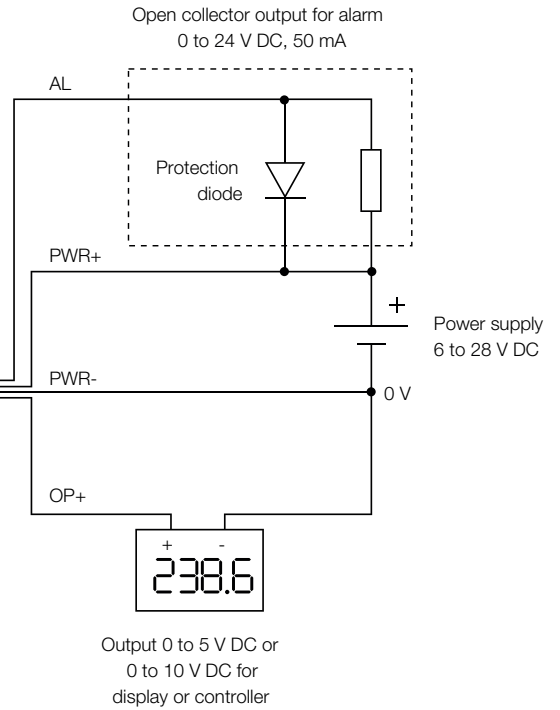 Open collector output for alarm
0 to 24 V DC, 50 mA
AL
Protection
diode
PWR+
+
Power supply
6 to 28 V DC
PWR-
0 V
OP+
+ -
238.6
Output 0 to 5 V DC or
0 to 10 V DC for
display or controller